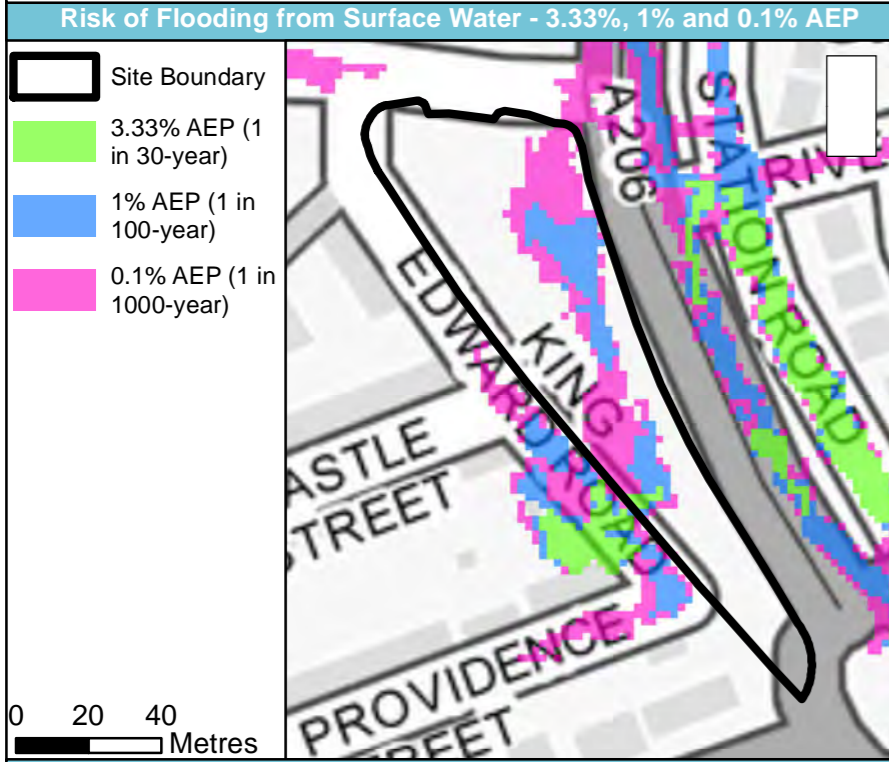 Risk of Flooding from Surface Water - 3.33%, 1% and 0.1% AEP
Site Boundary
3.33% AEP (1
in 30-year)
1% AEP (1 in
100-year)
0.1% AEP (1 in
1000-year)
0 20 40
Metres
A206
STATION ROAD
RIVE
KING
EDWARD ROAD
ASTLE
STREET
PROVIDENCE
REET